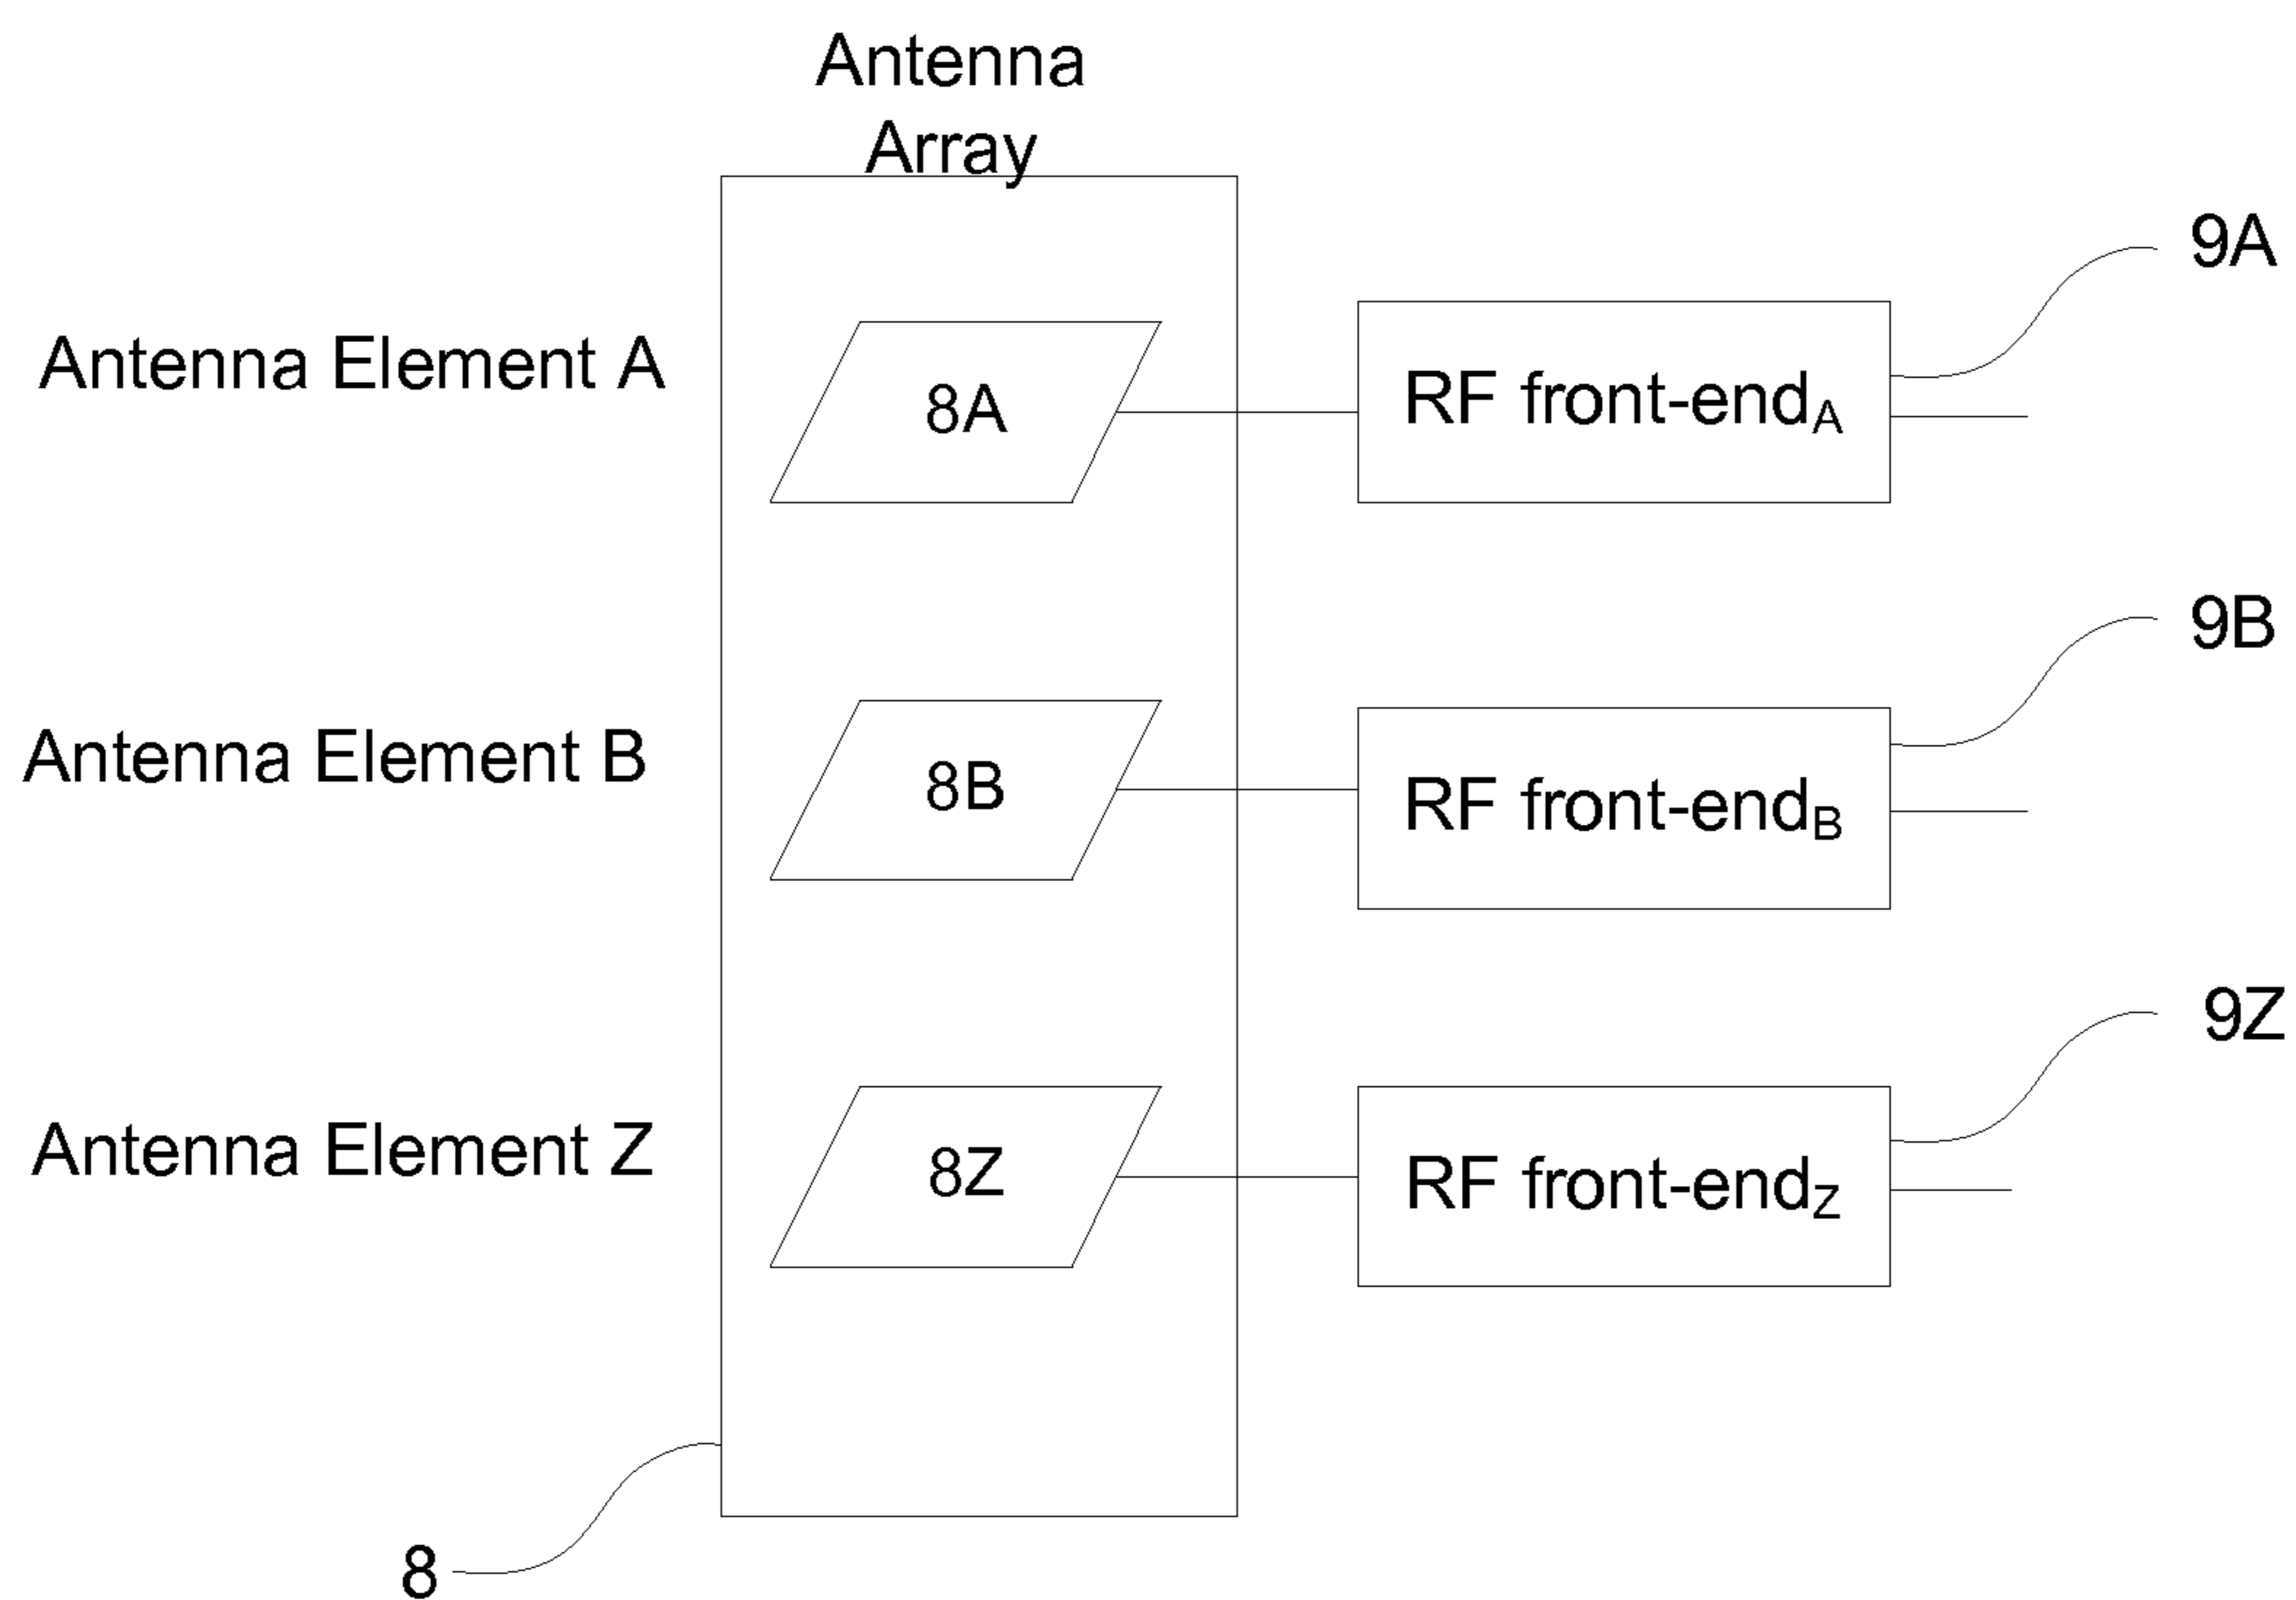 Antenna
Array
9A
Antenna Element A
8A
RF front-endA
9B
Antenna Element B
8B
RF front-endB
9Z
Antenna Element Z
8Z
RF front-endZ
8